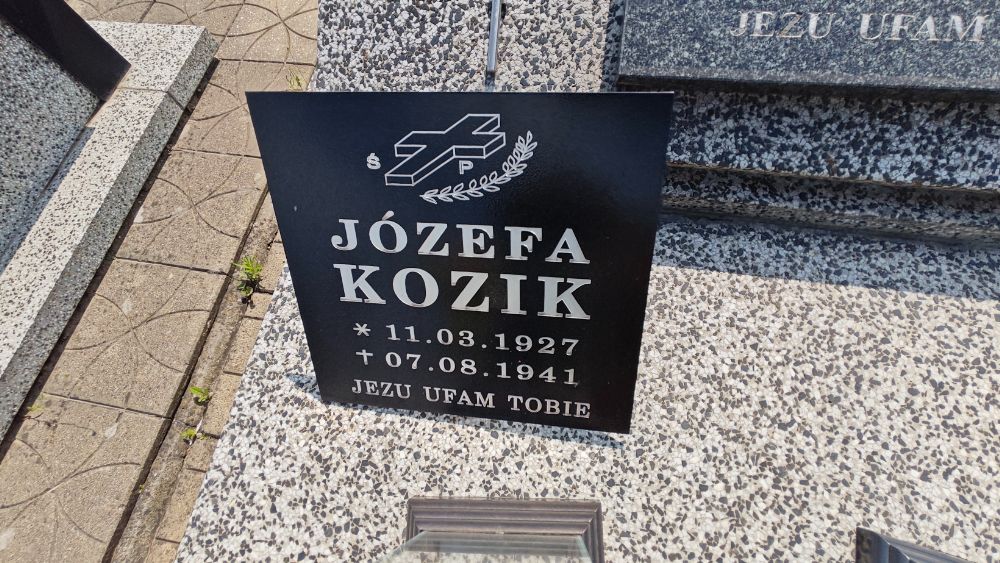 JEZU UFAM
Ś P
JÓZEFA
KOZIK
* 11.03.1927
† 07.08.1941
JEZU UFAM TOBIE